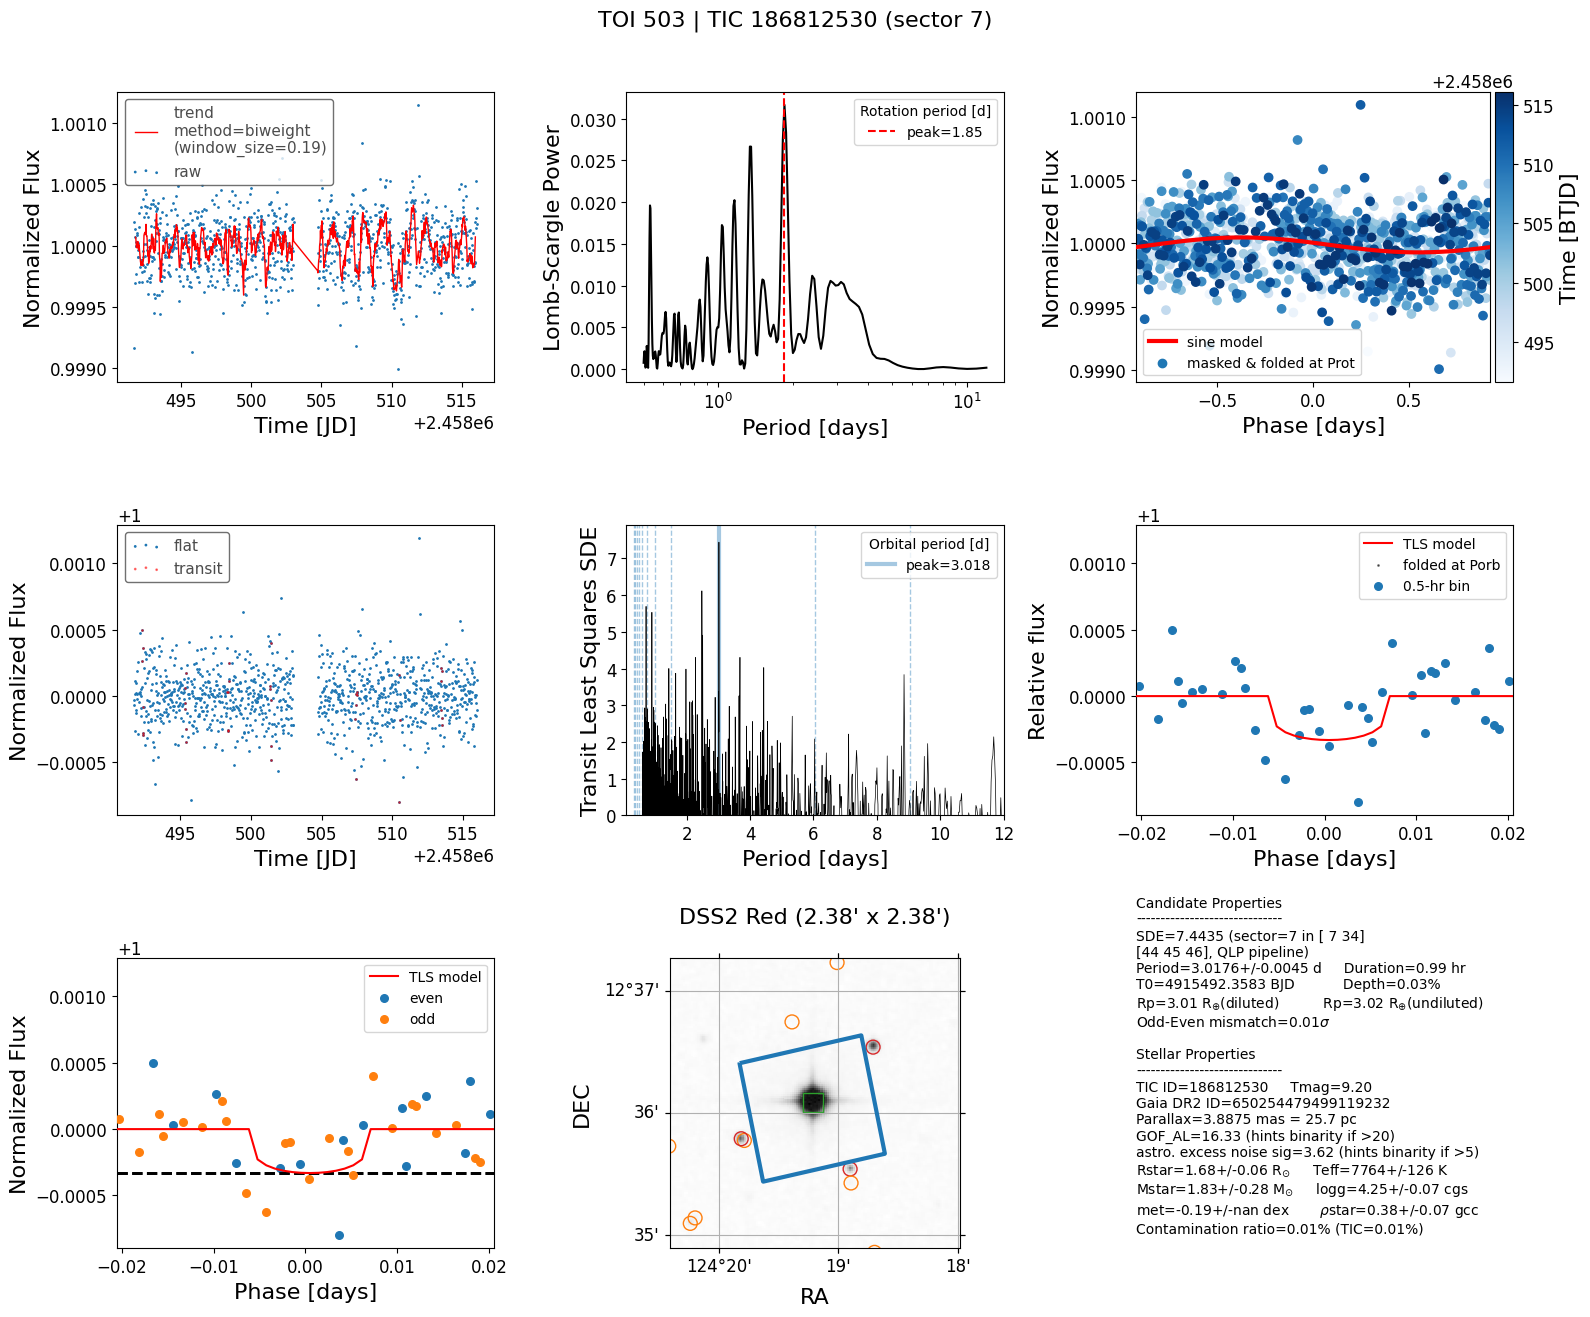 TOI 503 | TIC 186812530 (sector 7)
trend
method=biweight
(window_size=0.19)
raw
Normalized Flux
1.0010
1.0005
1.0000
0.9995
0.9990
495 500 505 510 515
Time [JD]
+2.458e6
Rotation period [d]
peak=1.85
Lomb-Scargle Power
0.030
0.025
0.020
0.015
0.010
0.005
0.000
10⁰ 10¹
Period [days]
+2.458e6
Normalized Flux
1.0010
1.0005
1.0000
0.9995
0.9990
sine model
masked & folded at Prot
−0.5 0.0 0.5
Phase [days]
515
510
505
500
495
Time [BTJD]
+1
flat
transit
Normalized Flux
0.0010
0.0005
0.0000
−0.0005
495 500 505 510 515
Time [JD]
+2.458e6
Orbital period [d]
peak=3.018
Transit Least Squares SDE
7
6
5
4
3
2
1
0
2 4 6 8 10 12
Period [days]
+1
TLS model
folded at Porb
0.5-hr bin
Relative flux
0.0010
0.0005
0.0000
−0.0005
−0.02 −0.01 0.00 0.01 0.02
Phase [days]
+1
TLS model
even
odd
Normalized Flux
0.0010
0.0005
0.0000
−0.0005
−0.02 −0.01 0.00 0.01 0.02
Phase [days]
DSS2 Red (2.38' x 2.38')
DEC
12°37'
36'
35'
124°20' 19' 18'
RA
Candidate Properties
------------------------------
SDE=7.4435 (sector=7 in [ 7 34]
[44 45 46], QLP pipeline)
Period=3.0176+/-0.0045 d Duration=0.99 hr
T0=4915492.3583 BJD Depth=0.03%
Rp=3.01 R⊕(diluted) Rp=3.02 R⊕(undiluted)
Odd-Even mismatch=0.01σ
Stellar Properties
------------------------------
TIC ID=186812530 Tmag=9.20
Gaia DR2 ID=650254479499119232
Parallax=3.8875 mas = 25.7 pc
GOF_AL=16.33 (hints binarity if >20)
astro. excess noise sig=3.62 (hints binarity if >5)
Rstar=1.68+/-0.06 R⊙ Teff=7764+/-126 K
Mstar=1.83+/-0.28 M⊙ logg=4.25+/-0.07 cgs
met=-0.19+/-nan dex ρstar=0.38+/-0.07 gcc
Contamination ratio=0.01% (TIC=0.01%)